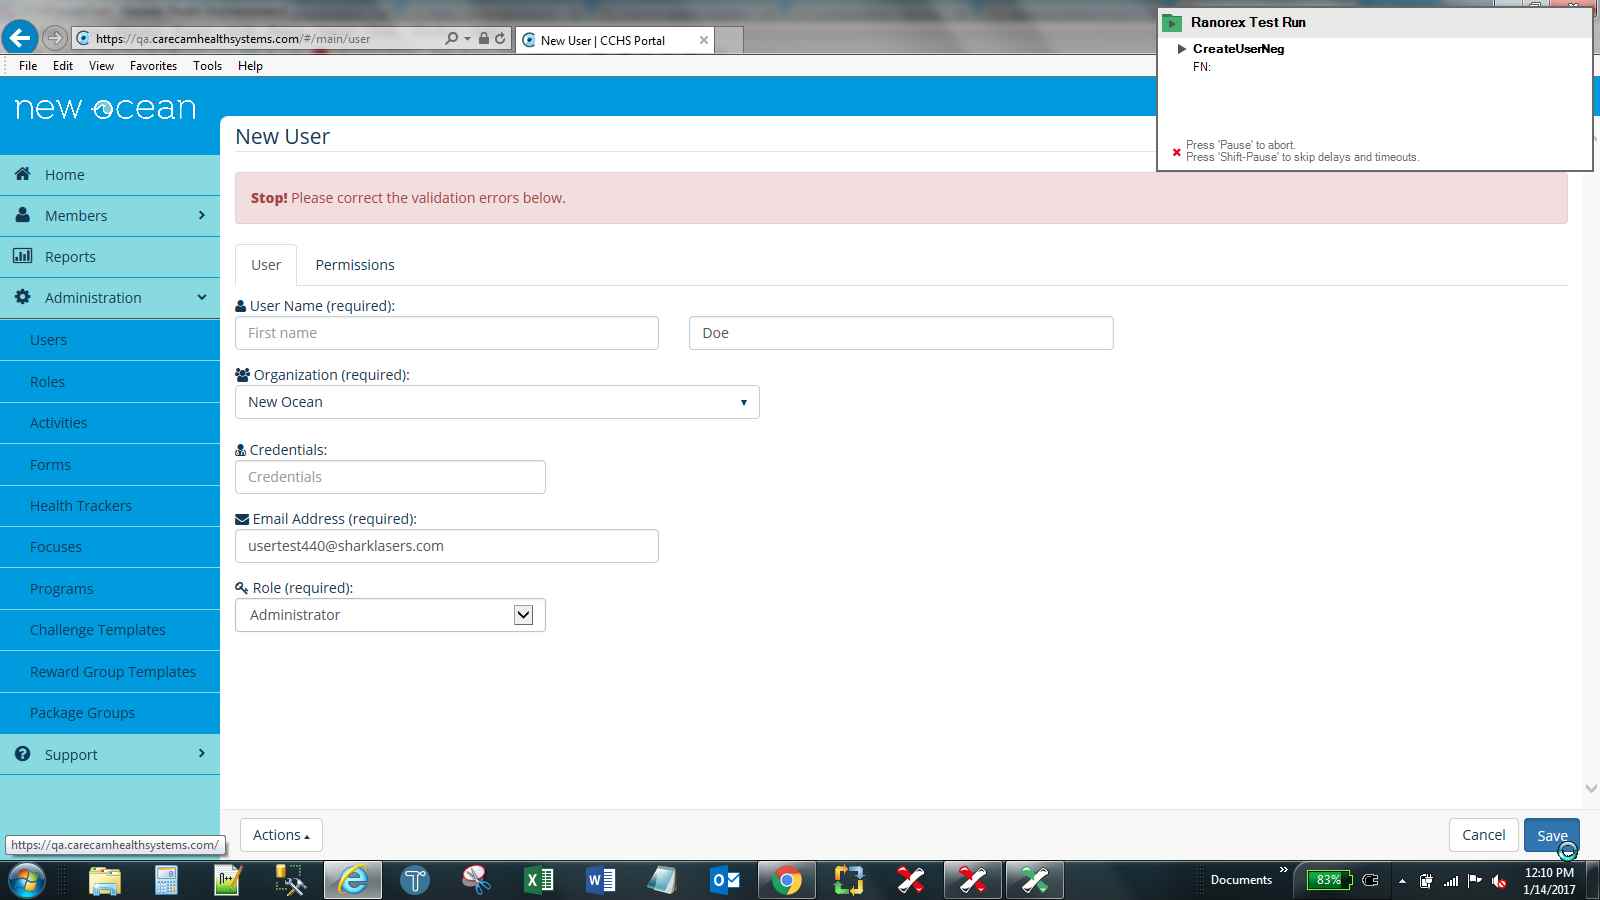 https://qa.carecamhealthsystems.com/#/main/user
New User | CCHS Portal
File Edit View Favorites Tools Help
Ranorex Test Run
CreateUserNeg
FN:
Press 'Pause' to abort.
Press 'Shift-Pause' to skip delays and timeouts.
new ocean
Home
Members
Reports
Administration
Users
Roles
Activities
Forms
Health Trackers
Focuses
Programs
Challenge Templates
Reward Group Templates
Package Groups
Support
New User
Stop! Please correct the validation errors below.
User Permissions
User Name (required):
First name Doe
Organization (required):
New Ocean
Credentials:
Credentials
Email Address (required):
usertest440@sharklasers.com
Role (required):
Administrator
Actions Cancel Save
https://qa.carecamhealthsystems.com/
Documents
83%
12:10 PM
1/14/2017